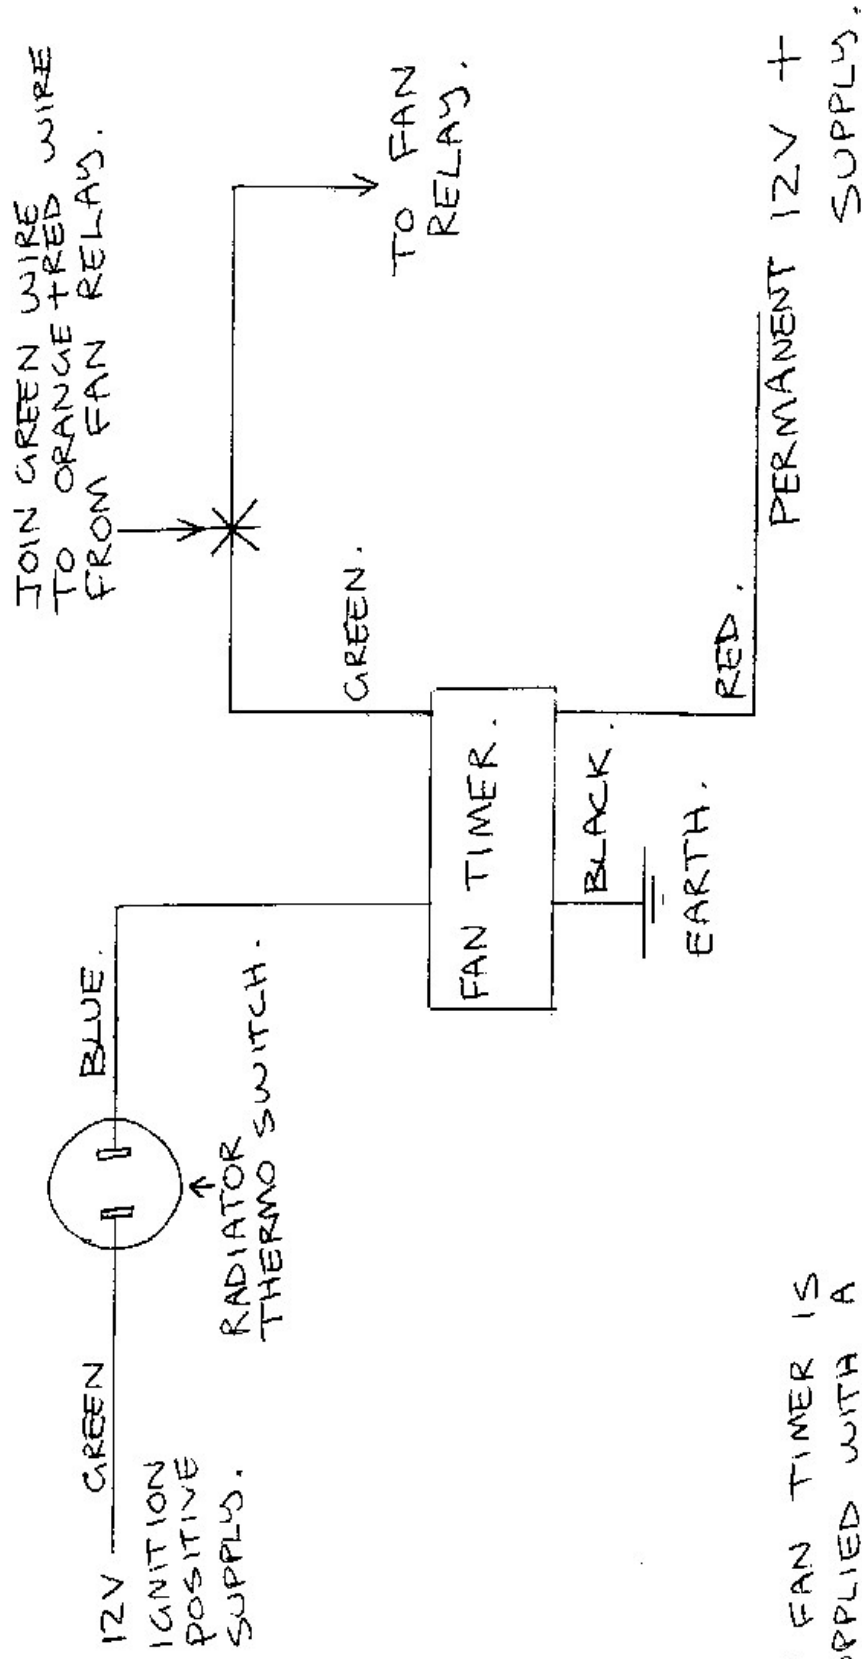 JOIN GREEN WIRE
TO ORANGE + RED WIRE
FROM FAN RELAY.
TO FAN
RELAY.
GREEN.
12V
IGNITION
POSITIVE
SUPPLY.
GREEN
BLUE.
RADIATOR
THERMO SWITCH.
FAN TIMER.
BLACK.
EARTH.
RED.
PERMANENT 12V +
SUPPLY.
FAN TIMER IS
WITH A